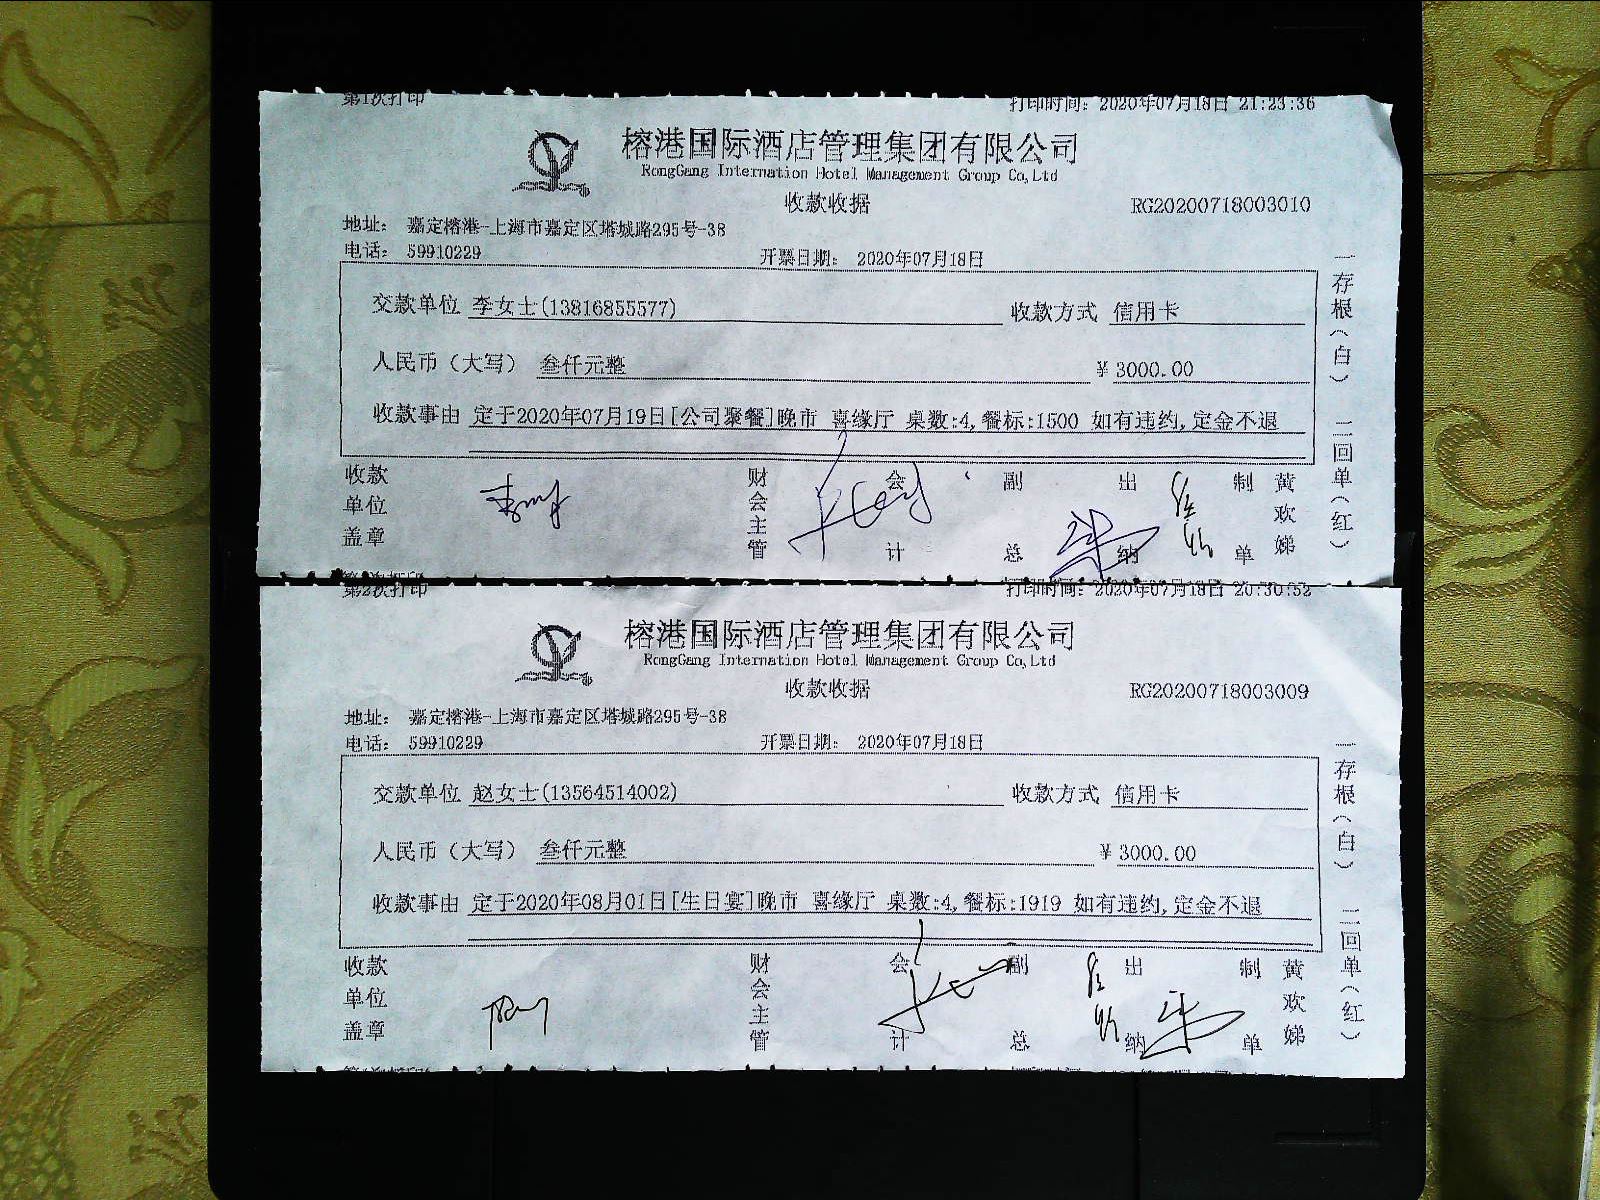 第1次打印 打印时间: 2020年07月18日 21:23:36
榕港国际酒店管理集团有限公司
RongGang Internation Hotel Management Group Co,Ltd
收款收据 RG20200718003010
地址: 嘉定榕港-上海市嘉定区塔城路295号-38
电话: 59910229 开票日期: 2020年07月18日
交款单位 李女士(13816855577) 收款方式 信用卡
人民币（大写） 叁仟元整 ¥3000.00
收款事由 定于2020年07月19日[公司聚餐]晚市 喜缘厅 桌数:4,餐标:1500 如有违约,定金不退
收款单位盖章 财会主管 会计 副总 出纳 制单 黄欢娣
一存根(白) 二回单(红)
第2次打印 打印时间: 2020年07月18日 20:30:52
榕港国际酒店管理集团有限公司
RongGang Internation Hotel Management Group Co,Ltd
收款收据 RG20200718003009
地址: 嘉定榕港-上海市嘉定区塔城路295号-38
电话: 59910229 开票日期: 2020年07月18日
交款单位 赵女士(13564514002) 收款方式 信用卡
人民币（大写） 叁仟元整 ¥3000.00
收款事由 定于2020年08月01日[生日宴]晚市 喜缘厅 桌数:4,餐标:1919 如有违约,定金不退
收款单位盖章 财会主管 会计 副总 出纳 制单 黄欢娣
一存根(白) 二回单(红)